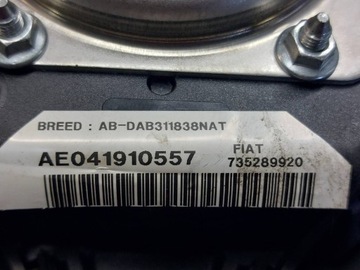 BREED : AB-DAB311838NAT
AE041910557
FIAT
735289920